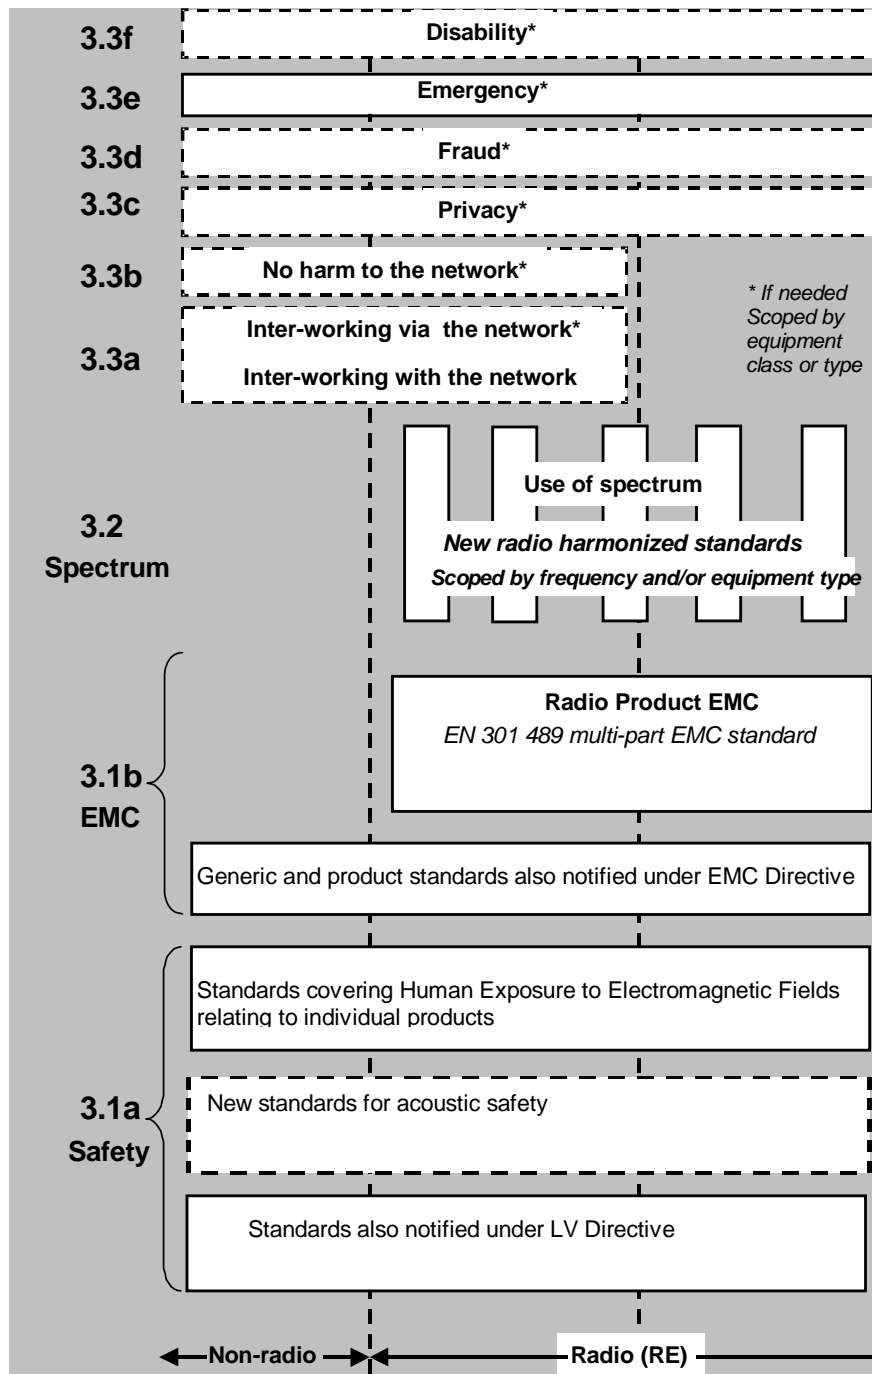 3.3f
Disability*
3.3e
Emergency*
3.3d
Fraud*
3.3c
Privacy*
3.3b
No harm to the network*
3.3a
Inter-working via the network*
Inter-working with the network
* If needed
Scoped by
equipment
class or type
3.2
Spectrum
Use of spectrum
New radio harmonized standards
Scoped by frequency and/or equipment type
3.1b
EMC
Radio Product EMC
EN 301 489 multi-part EMC standard
Generic and product standards also notified under EMC Directive
3.1a
Safety
Standards covering Human Exposure to Electromagnetic Fields
relating to individual products
New standards for acoustic safety
Standards also notified under LV Directive
Non-radio
Radio (RE)